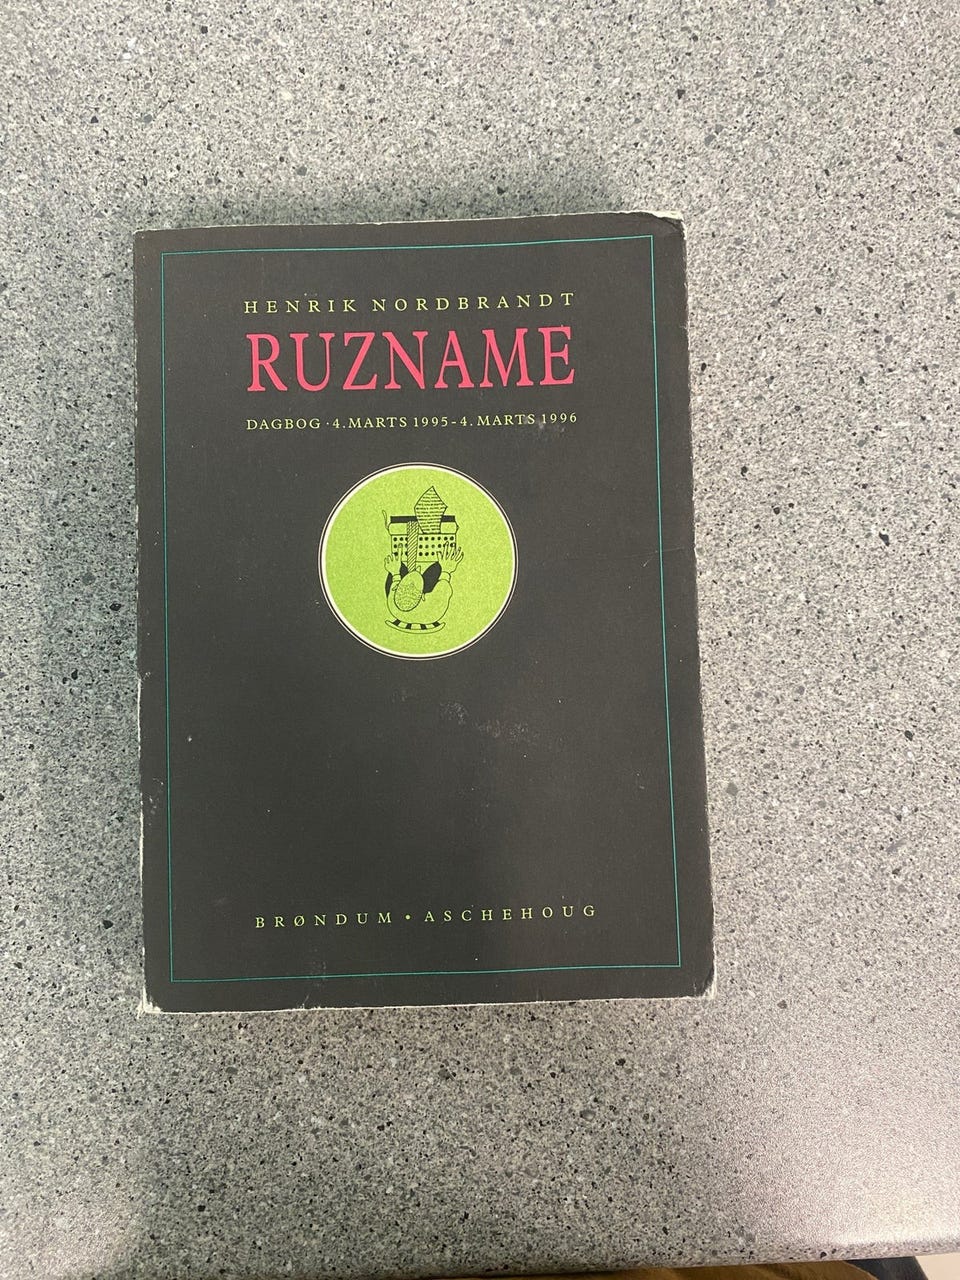 HENRIK NORDBRANDT
RUZNAME
DAGBOG · 4. MARTS 1995 - 4. MARTS 1996
BRØNDUM • ASCHEHOUG